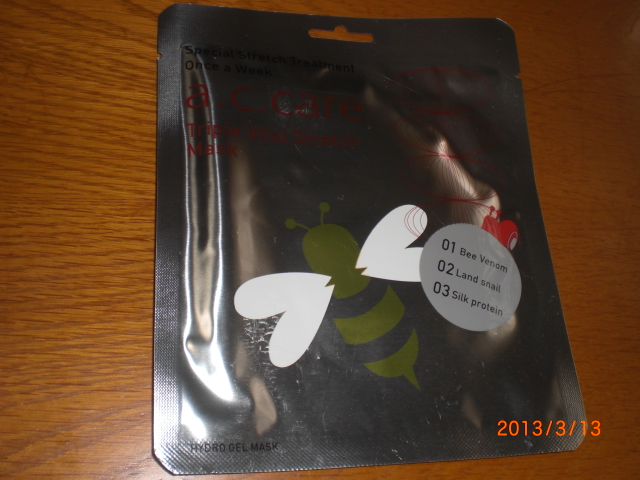 Special Stretch Treatment
Once a Week
a.c.care
Mask
01 Bee Venom
02 Land snail
03 Silk protein
HYDRO GEL MASK
2013/3/13